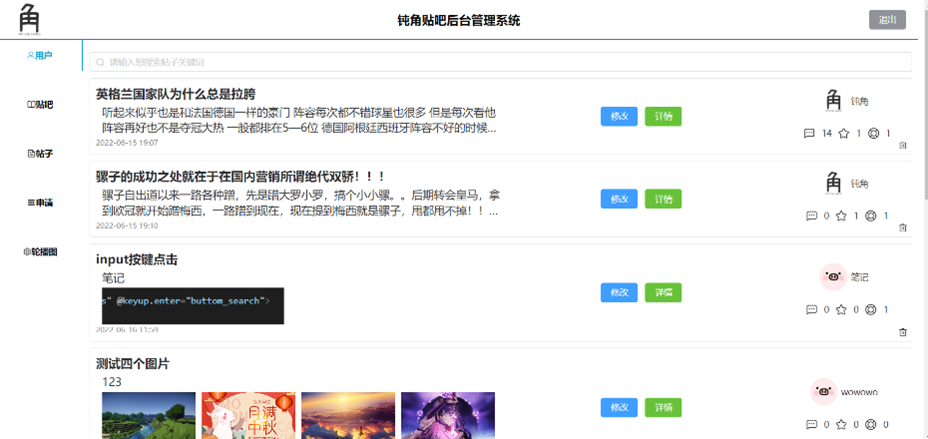 角
钝角贴吧后台管理系统
退出
用户
贴吧
帖子
申请
轮播图
请输入想搜索帖子关键词
英格兰国家队为什么总是拉胯
听起来似乎也是和法国德国一样的豪门 阵容每次都不错球星也很多 但是每次看他
阵容再好也不是夺冠大热 一般都排在5—6位 德国阿根廷西班牙阵容不好的时候...
2022-06-15 19:07
修改
详情
角
钝角
14 1 1
骡子的成功之处就在于在国内营销所谓绝代双骄！！！
骡子自出道以来一路各种蹭，先是蹭大罗小罗，搞个小小骡。。后期转会皇马，拿
到欧冠就开始蹭梅西，一路蹭到现在，现在提到梅西就是骡子，甩都甩不掉！！...
2022-06-15 19:10
修改
详情
角
钝角
0 1 1
input按键点击
笔记
s" @keyup.enter="buttom_search">
2022-06-16 11:59
修改
详情
笔记
0 0 1
测试四个图片
123
月满
中秋
修改
详情
wowowo
0 0 0